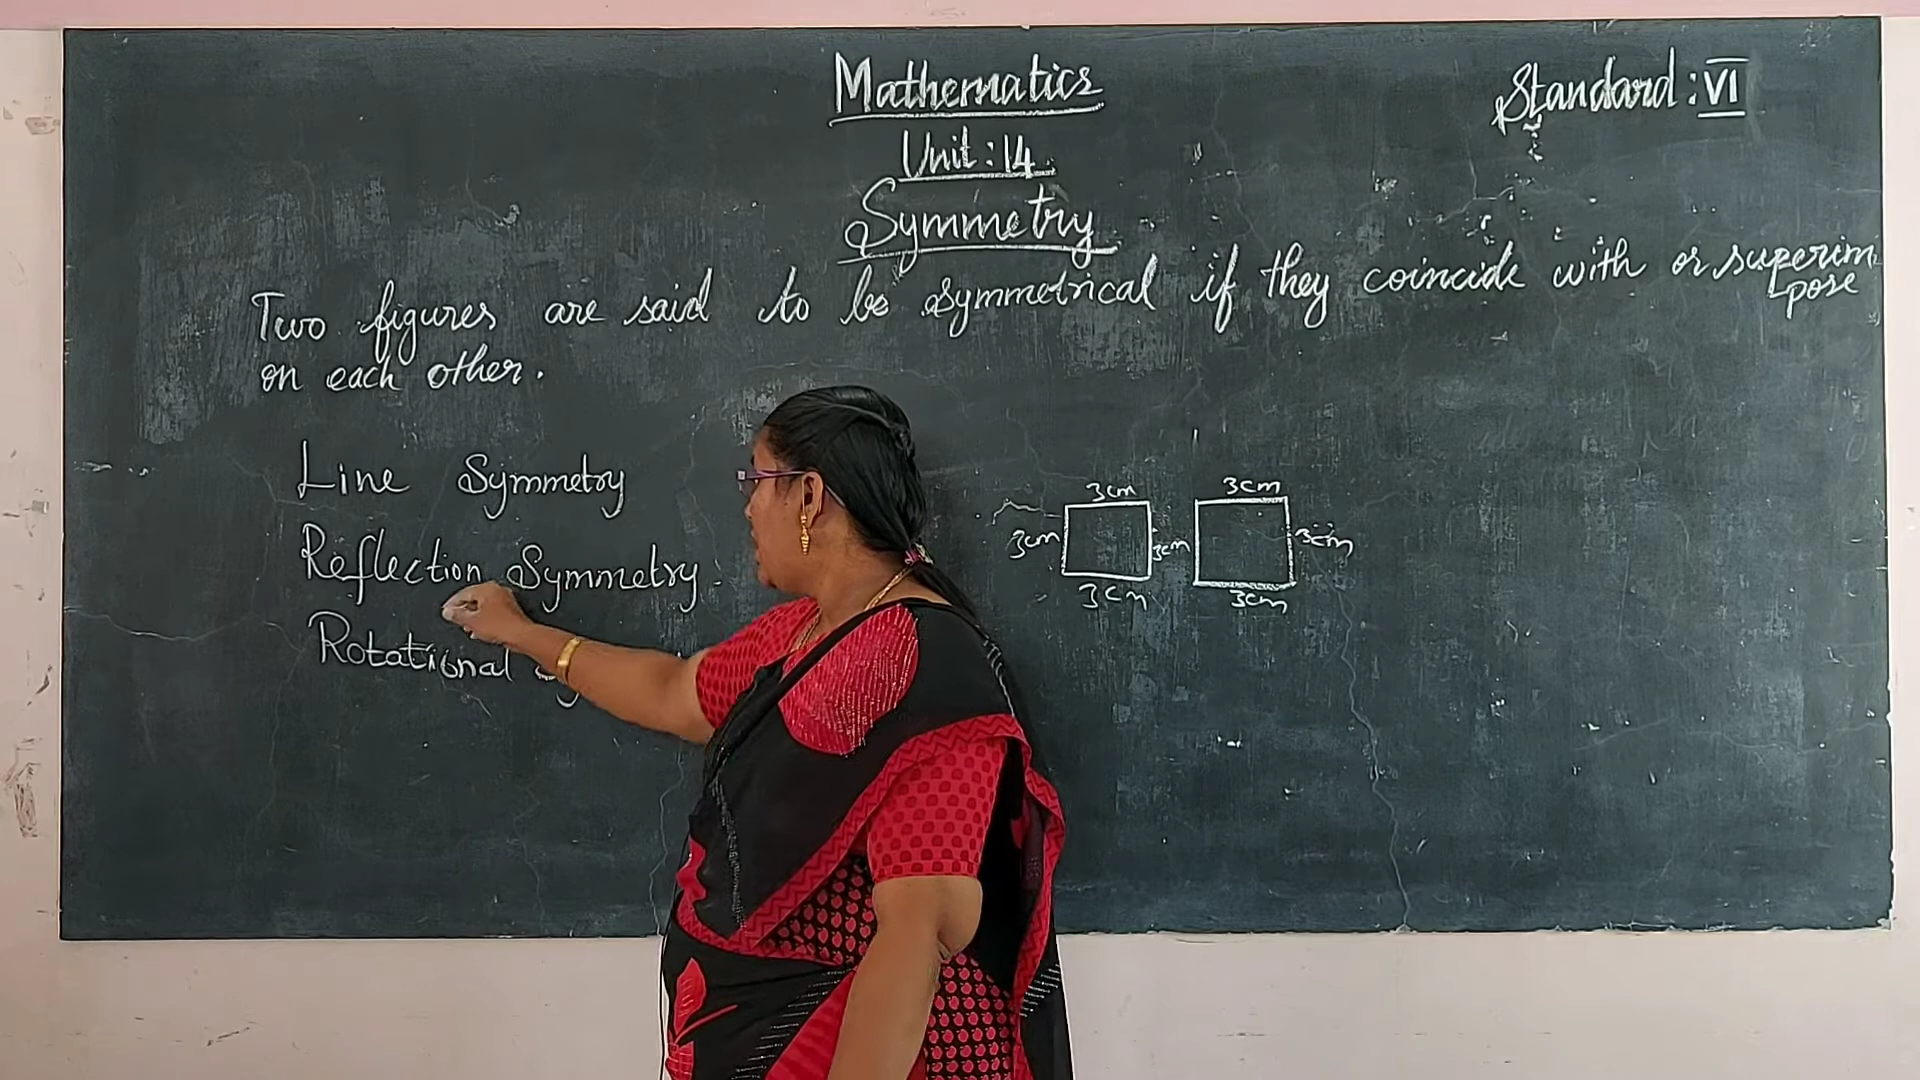 Mathematics
Standard : VI
Unit : 14
Symmetry
Two figures are said to be symmetrical if they coincide with or superim
pose
on each other.
Line Symmetry
Reflection Symmetry
Rotational
3cm
3cm
3cm
3cm
3cm
3cm
3cm